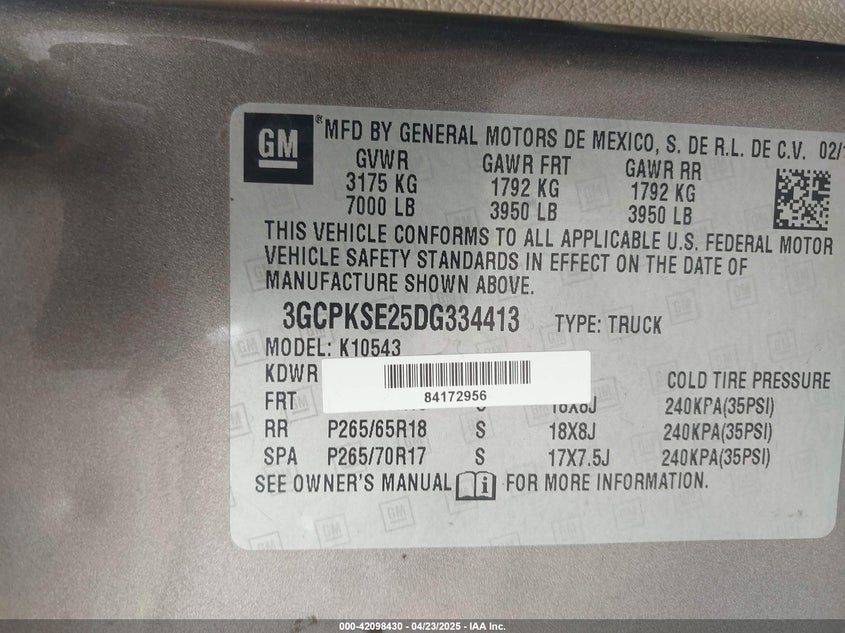 GM ® MFD BY GENERAL MOTORS DE MEXICO, S. DE R.L. DE C.V. 02/
GVWR GAWR FRT GAWR RR
3175 KG 1792 KG 1792 KG
7000 LB 3950 LB 3950 LB
THIS VEHICLE CONFORMS TO ALL APPLICABLE U.S. FEDERAL MOTOR
VEHICLE SAFETY STANDARDS IN EFFECT ON THE DATE OF
MANUFACTURE SHOWN ABOVE.
3GCPKSE25DG334413 TYPE: TRUCK
MODEL: K10543
KDWR COLD TIRE PRESSURE
84172956
FRT S 18X8J 240KPA(35PSI)
RR P265/65R18 S 18X8J 240KPA(35PSI)
SPA P265/70R17 S 17X7.5J 240KPA(35PSI)
SEE OWNER'S MANUAL FOR MORE INFORMATION.
000-42098430 - 04/23/2025 - IAA Inc.